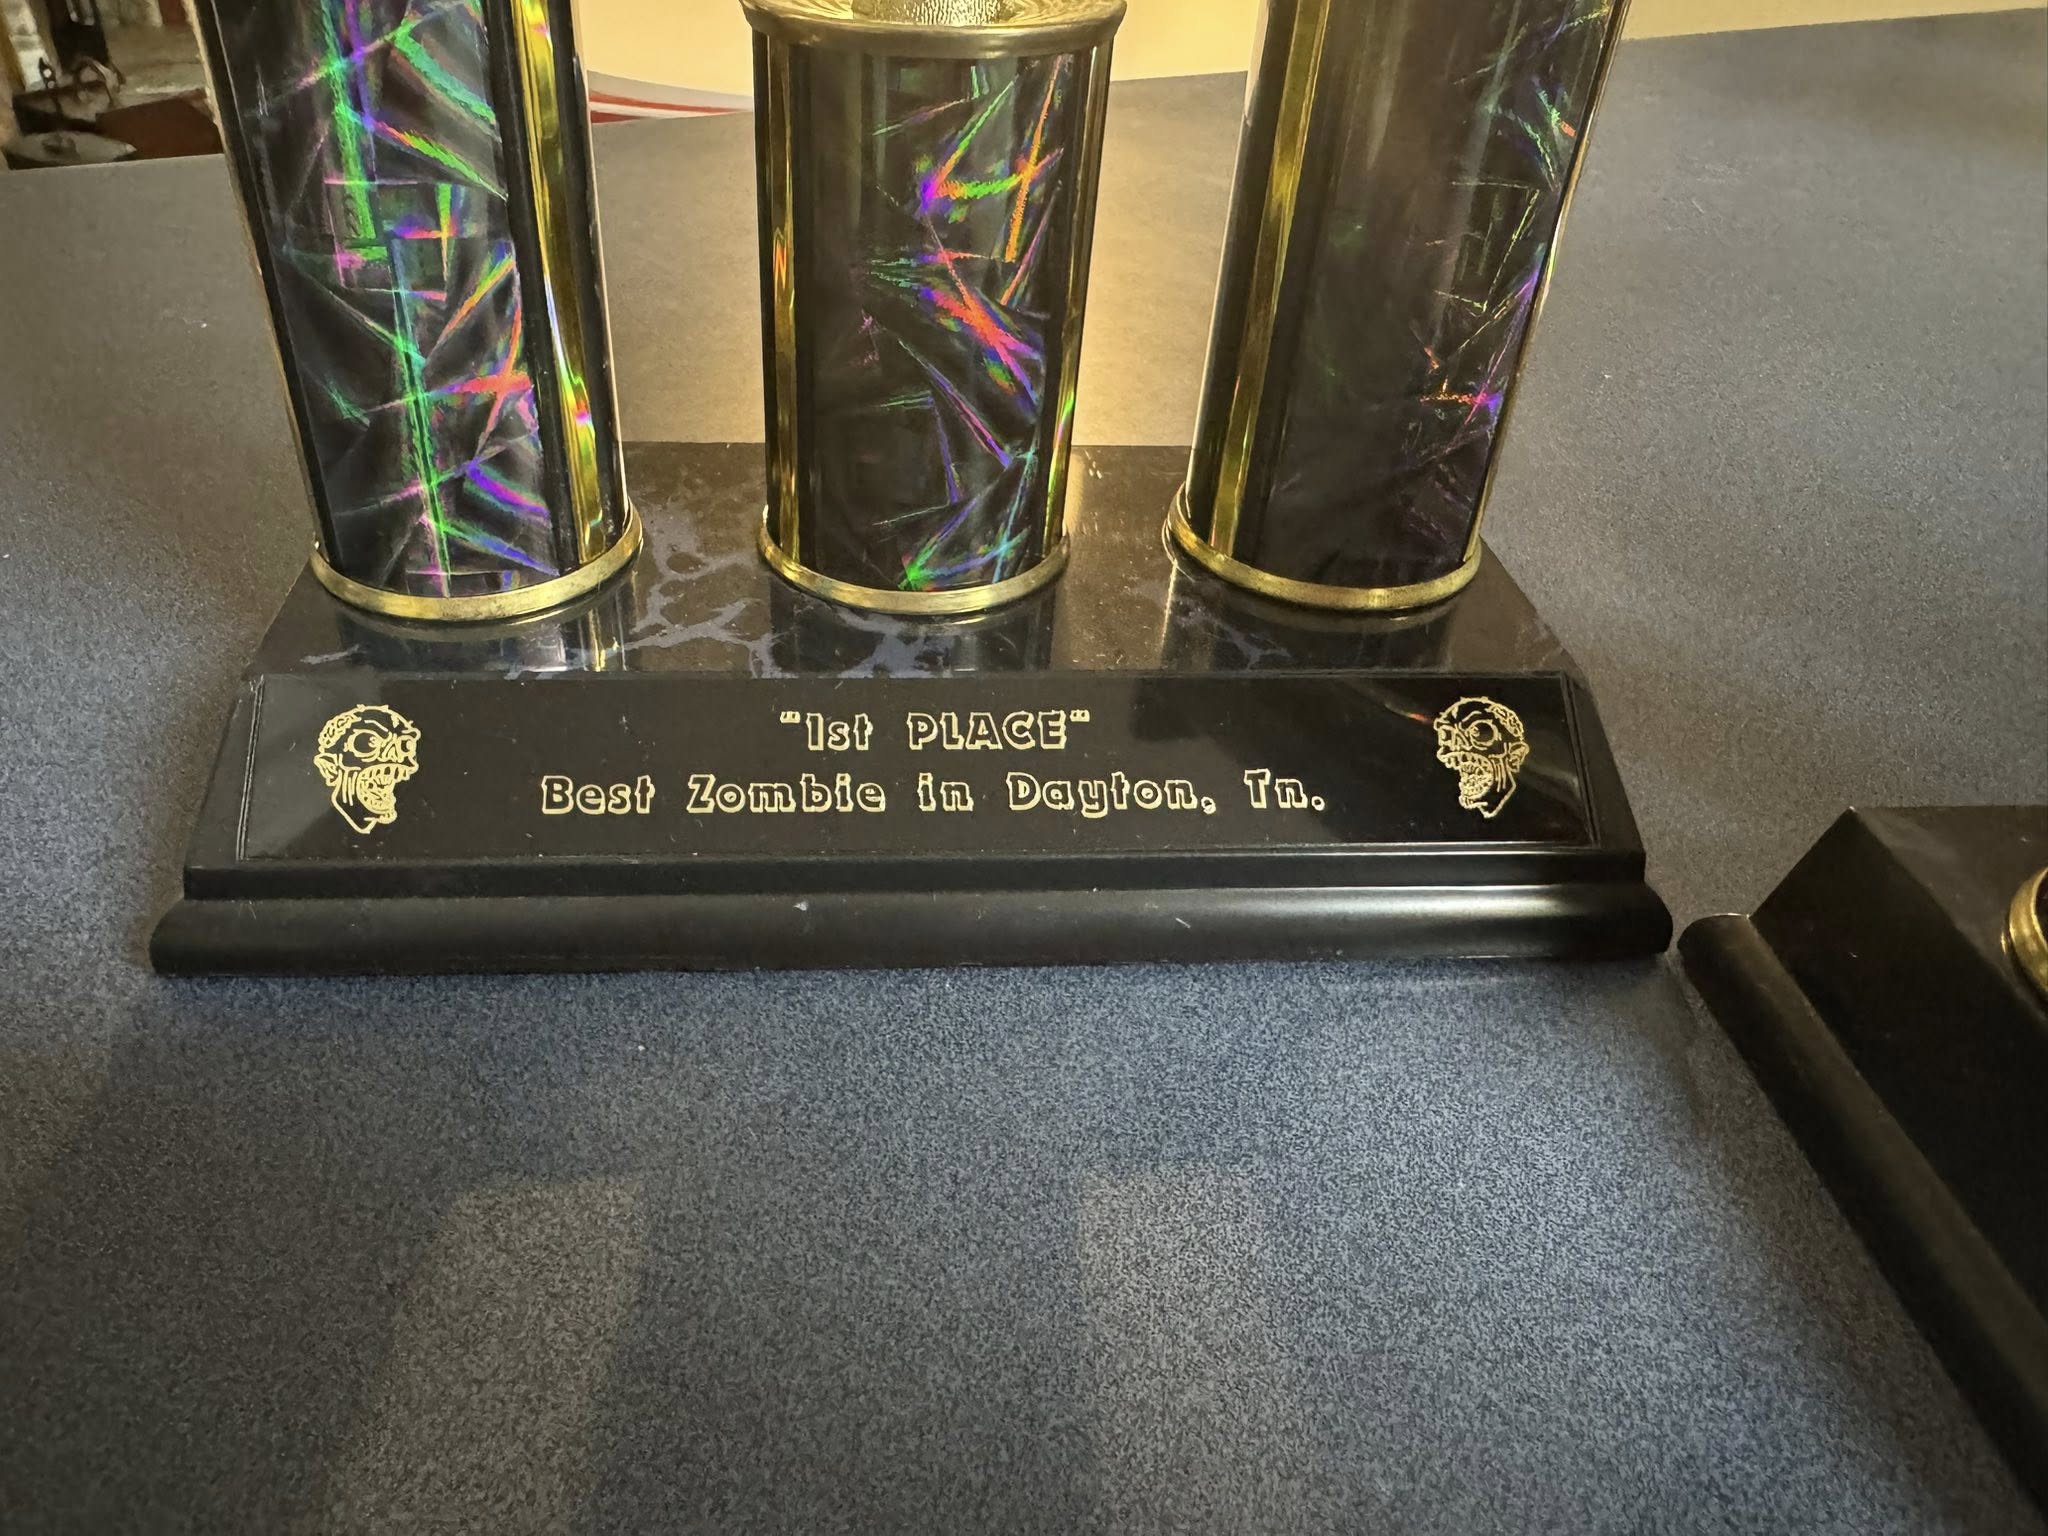 "1st PLACE"
Best Zombie in Dayton, Tn.